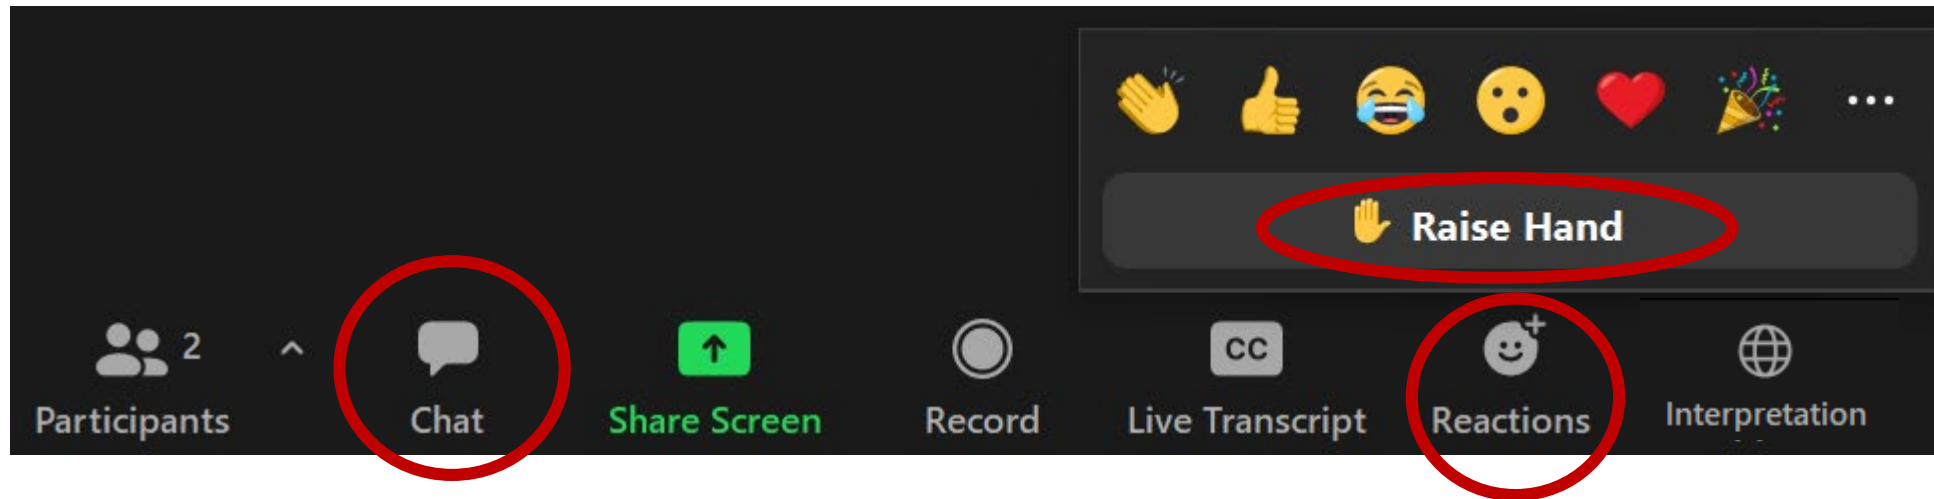 Raise Hand
2
Participants
Chat
Share Screen
CC
Record
Live Transcript
Reactions
Interpretation